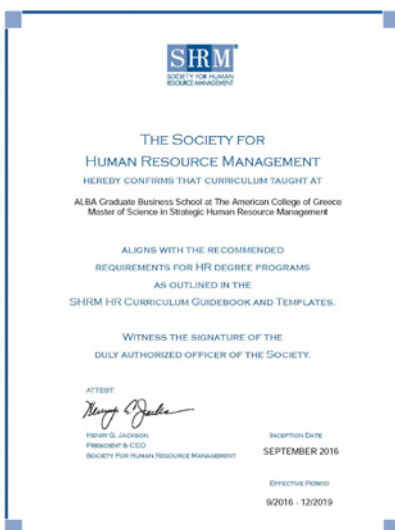 SHRM®
SOCIETY FOR HUMAN
RESOURCE MANAGEMENT
THE SOCIETY FOR
HUMAN RESOURCE MANAGEMENT
HEREBY CONFIRMS THAT CURRICULUM TAUGHT AT
ALBA Graduate Business School at The American College of Greece
Master of Science in Strategic Human Resource Management
ALIGNS WITH THE RECOMMENDED
REQUIREMENTS FOR HR DEGREE PROGRAMS
AS OUTLINED IN THE
SHRM HR CURRICULUM GUIDEBOOK AND TEMPLATES.
WITNESS THE SIGNATURE OF THE
DULY AUTHORIZED OFFICER OF THE SOCIETY.
ATTEST:
Henry G. Jackson
HENRY G. JACKSON
PRESIDENT & CEO
SOCIETY FOR HUMAN RESOURCE MANAGEMENT
INCEPTION DATE
SEPTEMBER 2016
EFFECTIVE PERIOD
9/2016 - 12/2019